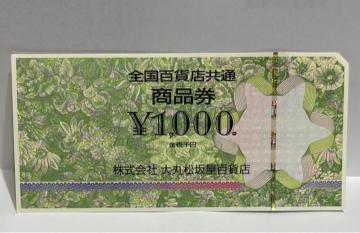 全国百貨店共通
商品券
¥1,000
金壱千円
株式会社 大丸松坂屋百貨店